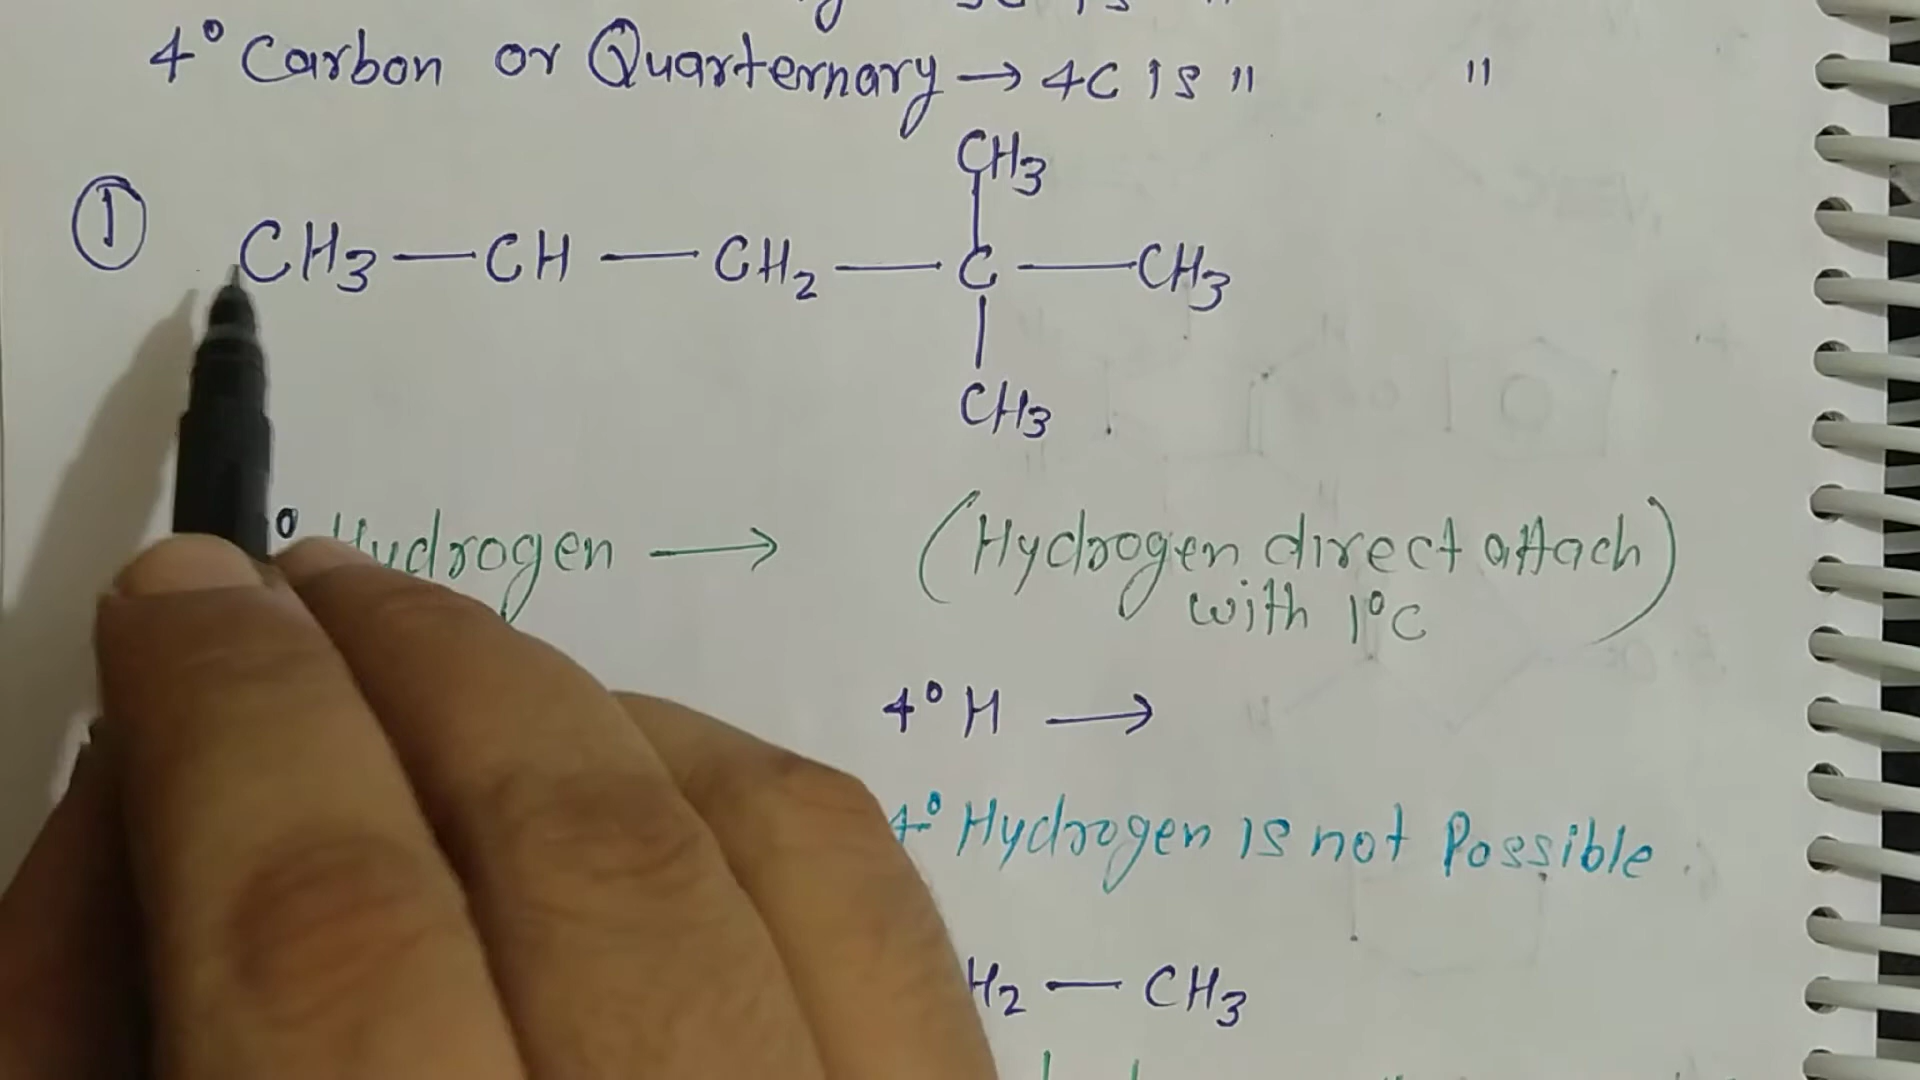 4° Carbon or Quarternary → 4C is " "
CH3
① CH3 — CH — CH2 — C — CH3
CH3
° Hydrogen → (Hydrogen direct attach)
with 1°C
4° H →
4° Hydrogen is not Possible.
H2 — CH3